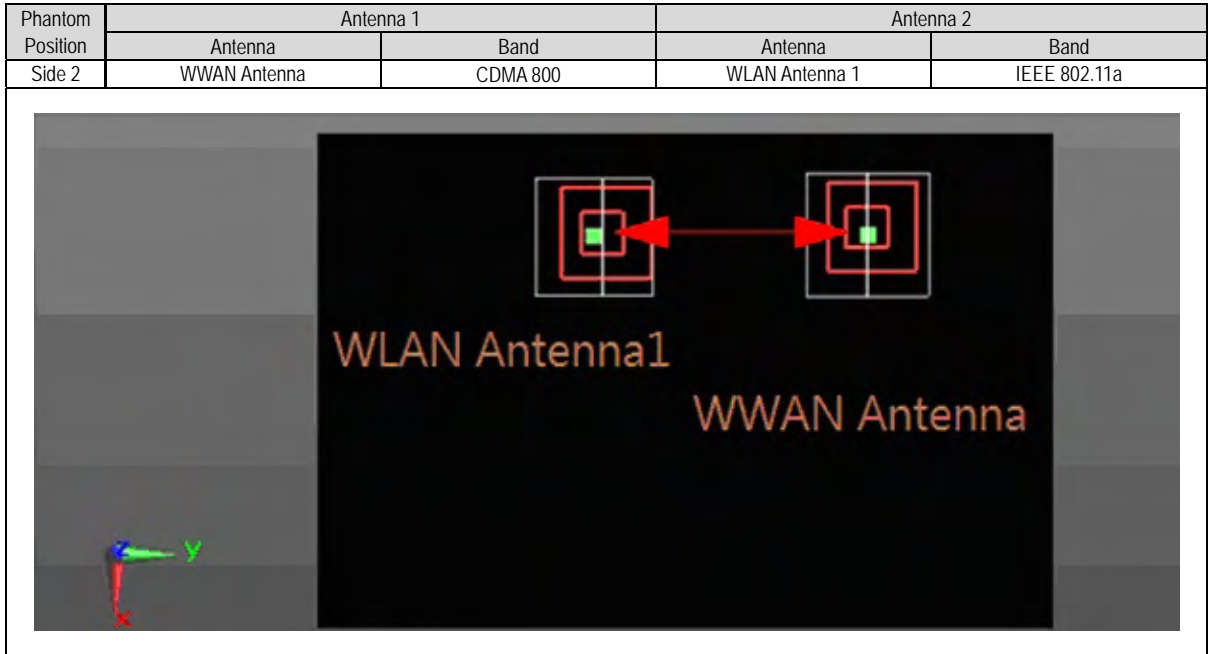 Phantom Position Antenna 1 Antenna 2
Antenna Band Antenna Band
Side 2 WWAN Antenna CDMA 800 WLAN Antenna 1 IEEE 802.11a
WLAN Antenna1
WWAN Antenna
z y
x